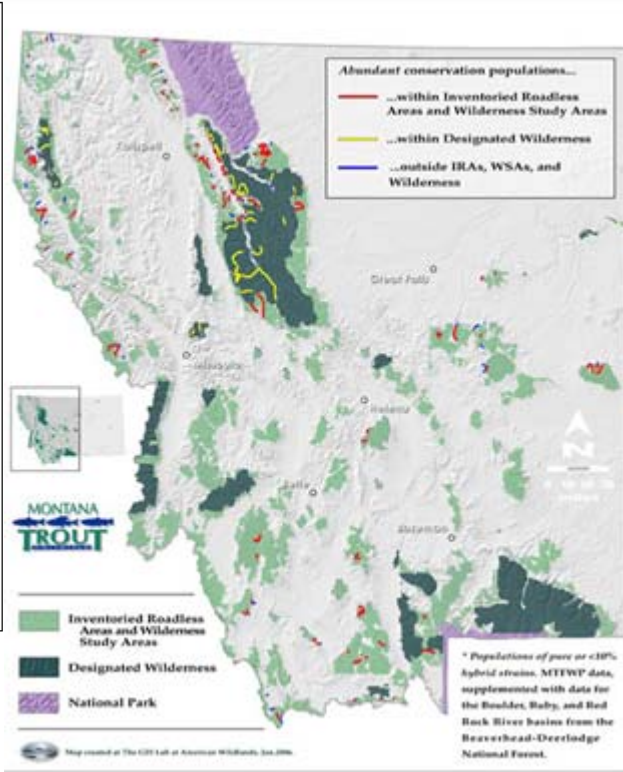 Abundant conservation populations...
...within Inventoried Roadless
Areas and Wilderness Study Areas
...within Designated Wilderness
...outside IRAs, WSAs, and
Wilderness
Kalispell
Great Falls
Missoula
Helena
Butte
Bozeman
N
MONTANA
TROUT
Inventoried Roadless
Areas and Wilderness
Study Areas
Designated Wilderness
National Park
Map created at The GIS Lab at American Wildlands, Jan.2006.
* Populations of pure or <10%
hybrid strains. MTFWP data,
supplemented with data for
the Boulder, Ruby, and Red
Rock River basins from the
Beaverhead-Deerlodge
National Forest.